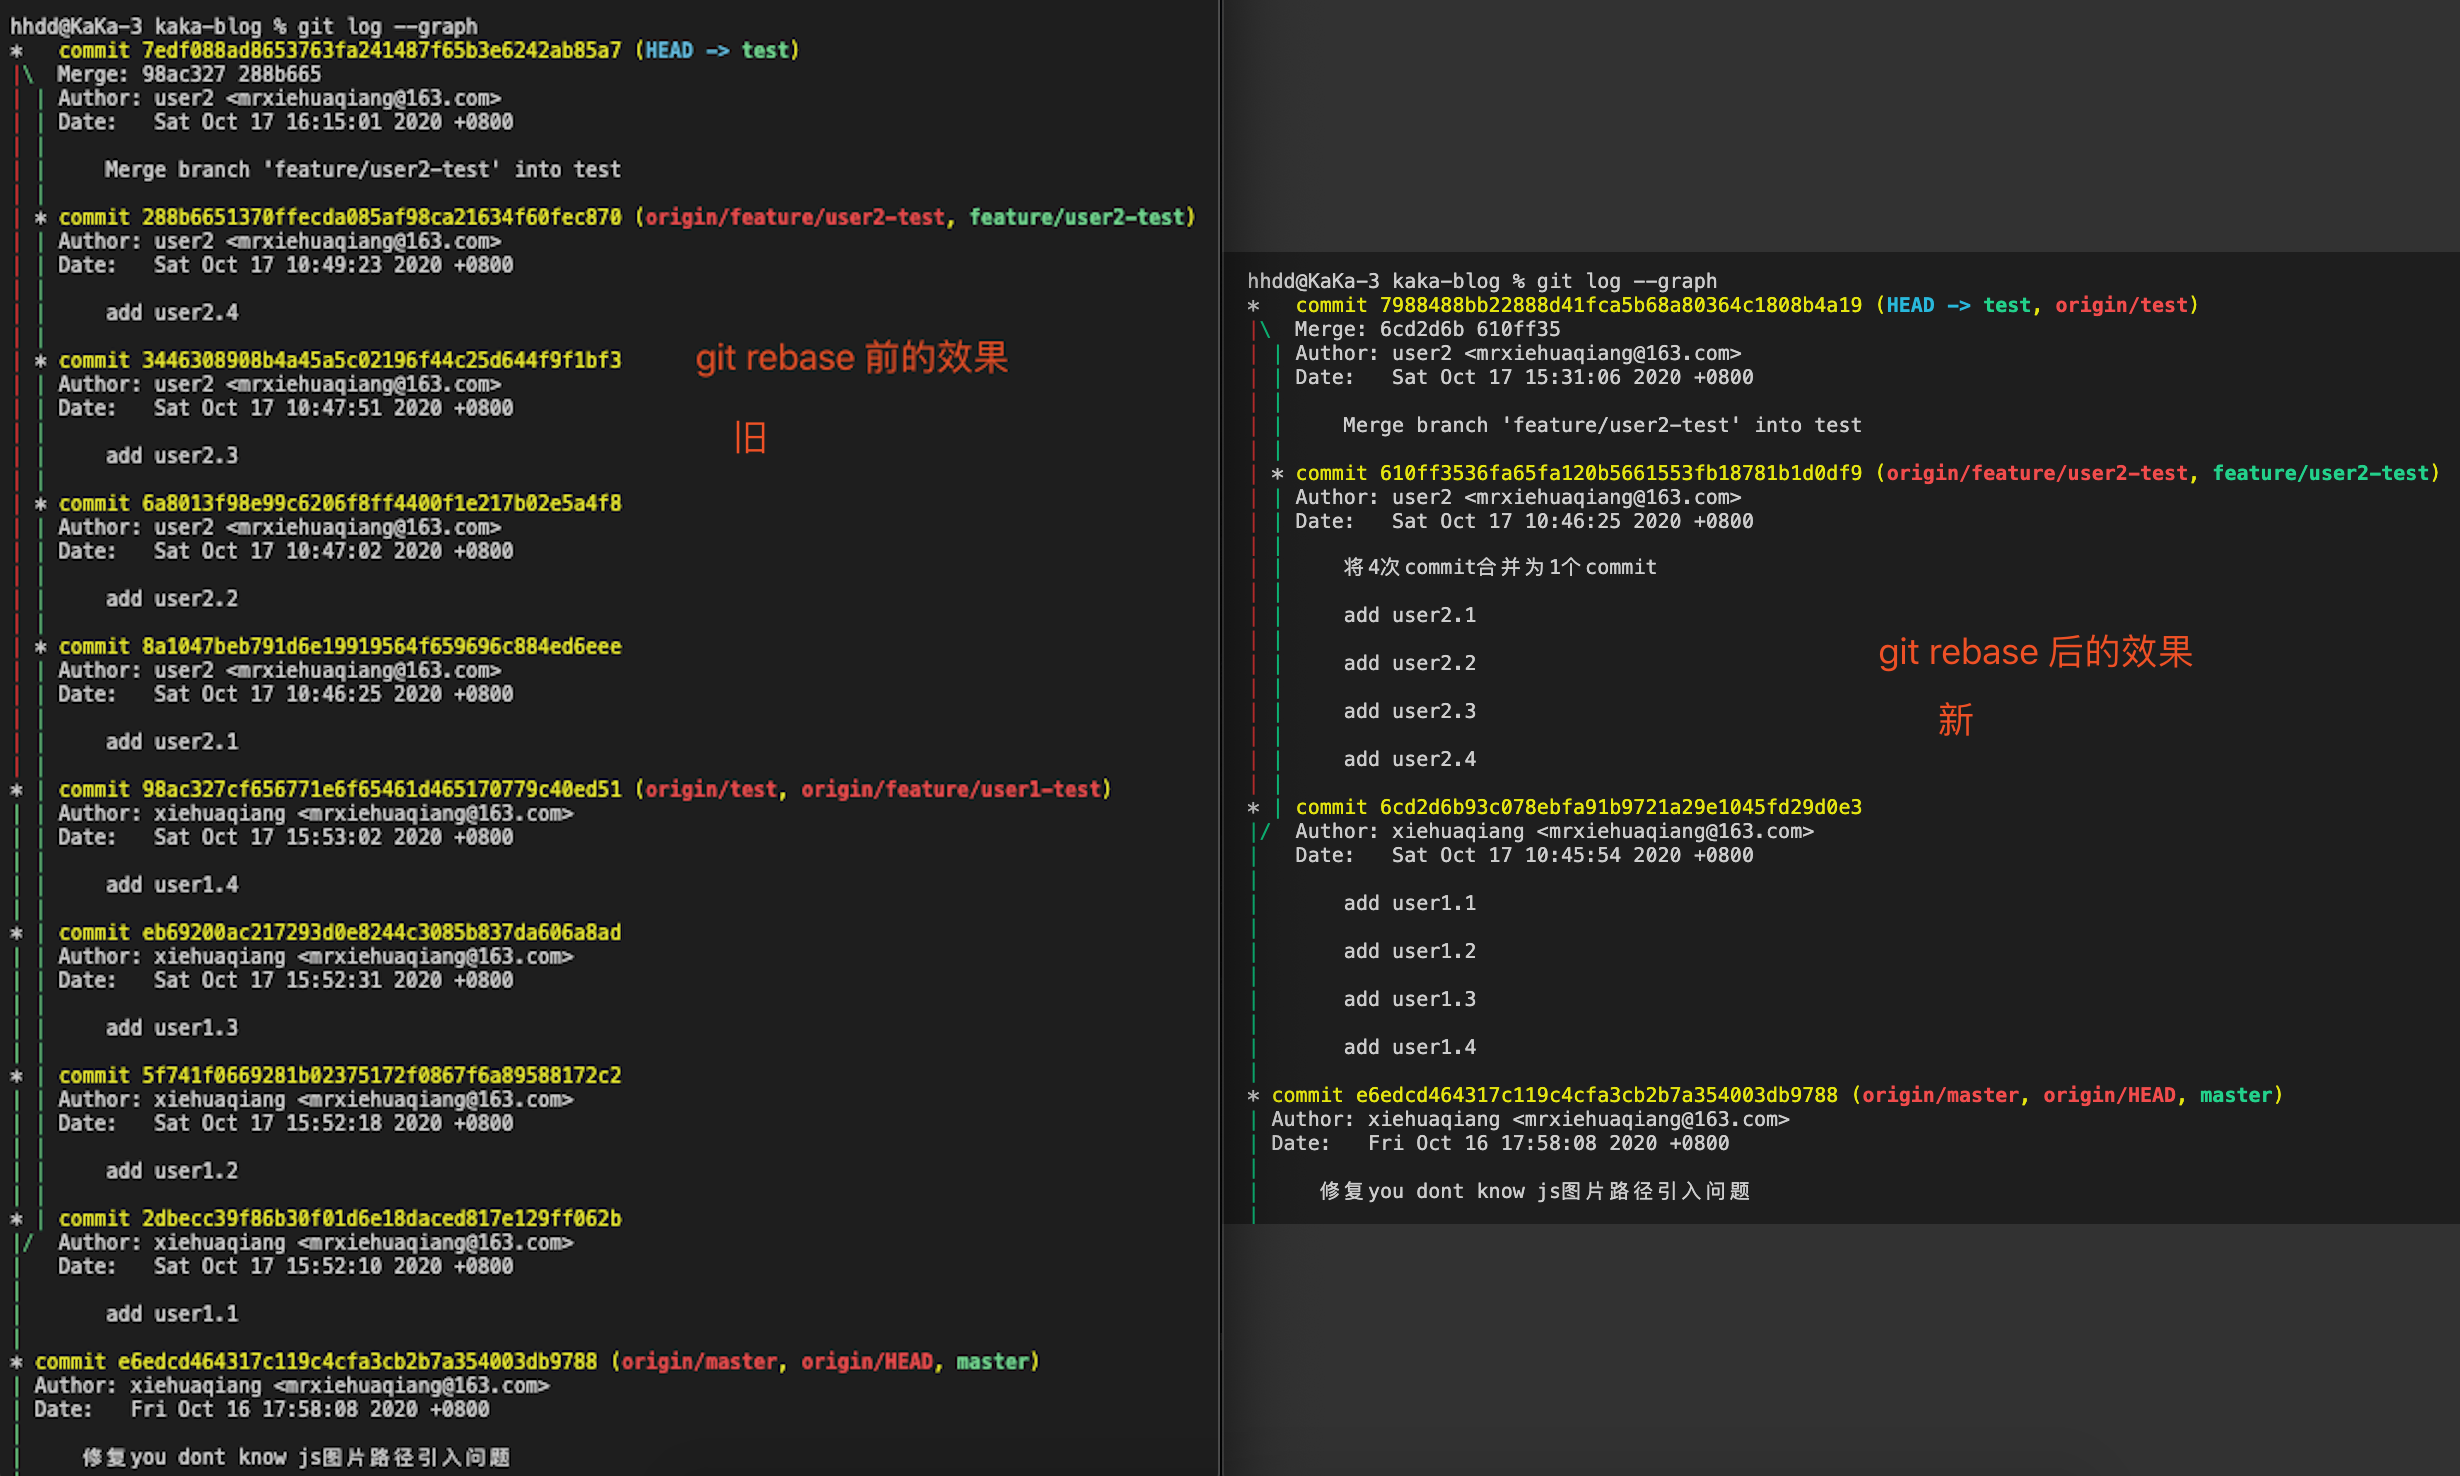 hhdd@KaKa-3 kaka-blog % git log --graph
*   commit 7edf088ad8653763fa241487f65b3e6242ab85a7 (HEAD -> test)
|\  Merge: 98ac327 288b665
| | Author: user2 <mrxiehuaqiang@163.com>
| | Date:   Sat Oct 17 16:15:01 2020 +0800
| |
| |     Merge branch 'feature/user2-test' into test
| |
| * commit 288b6651370ffecda085af98ca21634f60fec870 (origin/feature/user2-test, feature/user2-test)
| | Author: user2 <mrxiehuaqiang@163.com>
| | Date:   Sat Oct 17 10:49:23 2020 +0800
| |
| |     add user2.4
| |
| * commit 3446308908b4a45a5c02196f44c25d644f9f1bf3
| | Author: user2 <mrxiehuaqiang@163.com>
| | Date:   Sat Oct 17 10:47:51 2020 +0800
| |
| |     add user2.3
| |
| * commit 6a8013f98e99c6206f8ff4400f1e217b02e5a4f8
| | Author: user2 <mrxiehuaqiang@163.com>
| | Date:   Sat Oct 17 10:47:02 2020 +0800
| |
| |     add user2.2
| |
| * commit 8a1047beb791d6e19919564f659696c884ed6eee
| | Author: user2 <mrxiehuaqiang@163.com>
| | Date:   Sat Oct 17 10:46:25 2020 +0800
| |
| |     add user2.1
| |
* | commit 98ac327cf656771e6f65461d465170779c40ed51 (origin/test, origin/feature/user1-test)
| | Author: xiehuaqiang <mrxiehuaqiang@163.com>
| | Date:   Sat Oct 17 15:53:02 2020 +0800
| |
| |     add user1.4
| |
* | commit eb69200ac217293d0e8244c3085b837da606a8ad
| | Author: xiehuaqiang <mrxiehuaqiang@163.com>
| | Date:   Sat Oct 17 15:52:31 2020 +0800
| |
| |     add user1.3
| |
* | commit 5f741f0669281b02375172f0867f6a89588172c2
| | Author: xiehuaqiang <mrxiehuaqiang@163.com>
| | Date:   Sat Oct 17 15:52:18 2020 +0800
| |
| |     add user1.2
| |
* | commit 2dbecc39f86b30f01d6e18daced817e129ff062b
|/  Author: xiehuaqiang <mrxiehuaqiang@163.com>
|   Date:   Sat Oct 17 15:52:10 2020 +0800
|
|       add user1.1
|
* commit e6edcd464317c119c4cfa3cb2b7a354003db9788 (origin/master, origin/HEAD, master)
| Author: xiehuaqiang <mrxiehuaqiang@163.com>
| Date:   Fri Oct 16 17:58:08 2020 +0800
|
|     修复you dont know js图片路径引入问题
git rebase 前的效果
旧
hhdd@KaKa-3 kaka-blog % git log --graph
*   commit 7988488bb22888d41fca5b68a80364c1808b4a19 (HEAD -> test, origin/test)
|\  Merge: 6cd2d6b 610ff35
| | Author: user2 <mrxiehuaqiang@163.com>
| | Date:   Sat Oct 17 15:31:06 2020 +0800
| |
| |     Merge branch 'feature/user2-test' into test
| |
| * commit 610ff3536fa65fa120b5661553fb18781b1d0df9 (origin/feature/user2-test, feature/user2-test)
| | Author: user2 <mrxiehuaqiang@163.com>
| | Date:   Sat Oct 17 10:46:25 2020 +0800
| |
| |     将4次commit合并为1个commit
| |
| |     add user2.1
| |
| |     add user2.2
| |
| |     add user2.3
| |
| |     add user2.4
| |
* | commit 6cd2d6b93c078ebfa91b9721a29e1045fd29d0e3
|/  Author: xiehuaqiang <mrxiehuaqiang@163.com>
|   Date:   Sat Oct 17 10:45:54 2020 +0800
|
|       add user1.1
|
|       add user1.2
|
|       add user1.3
|
|       add user1.4
|
* commit e6edcd464317c119c4cfa3cb2b7a354003db9788 (origin/master, origin/HEAD, master)
| Author: xiehuaqiang <mrxiehuaqiang@163.com>
| Date:   Fri Oct 16 17:58:08 2020 +0800
|
|     修复you dont know js图片路径引入问题
|
git rebase 后的效果
新